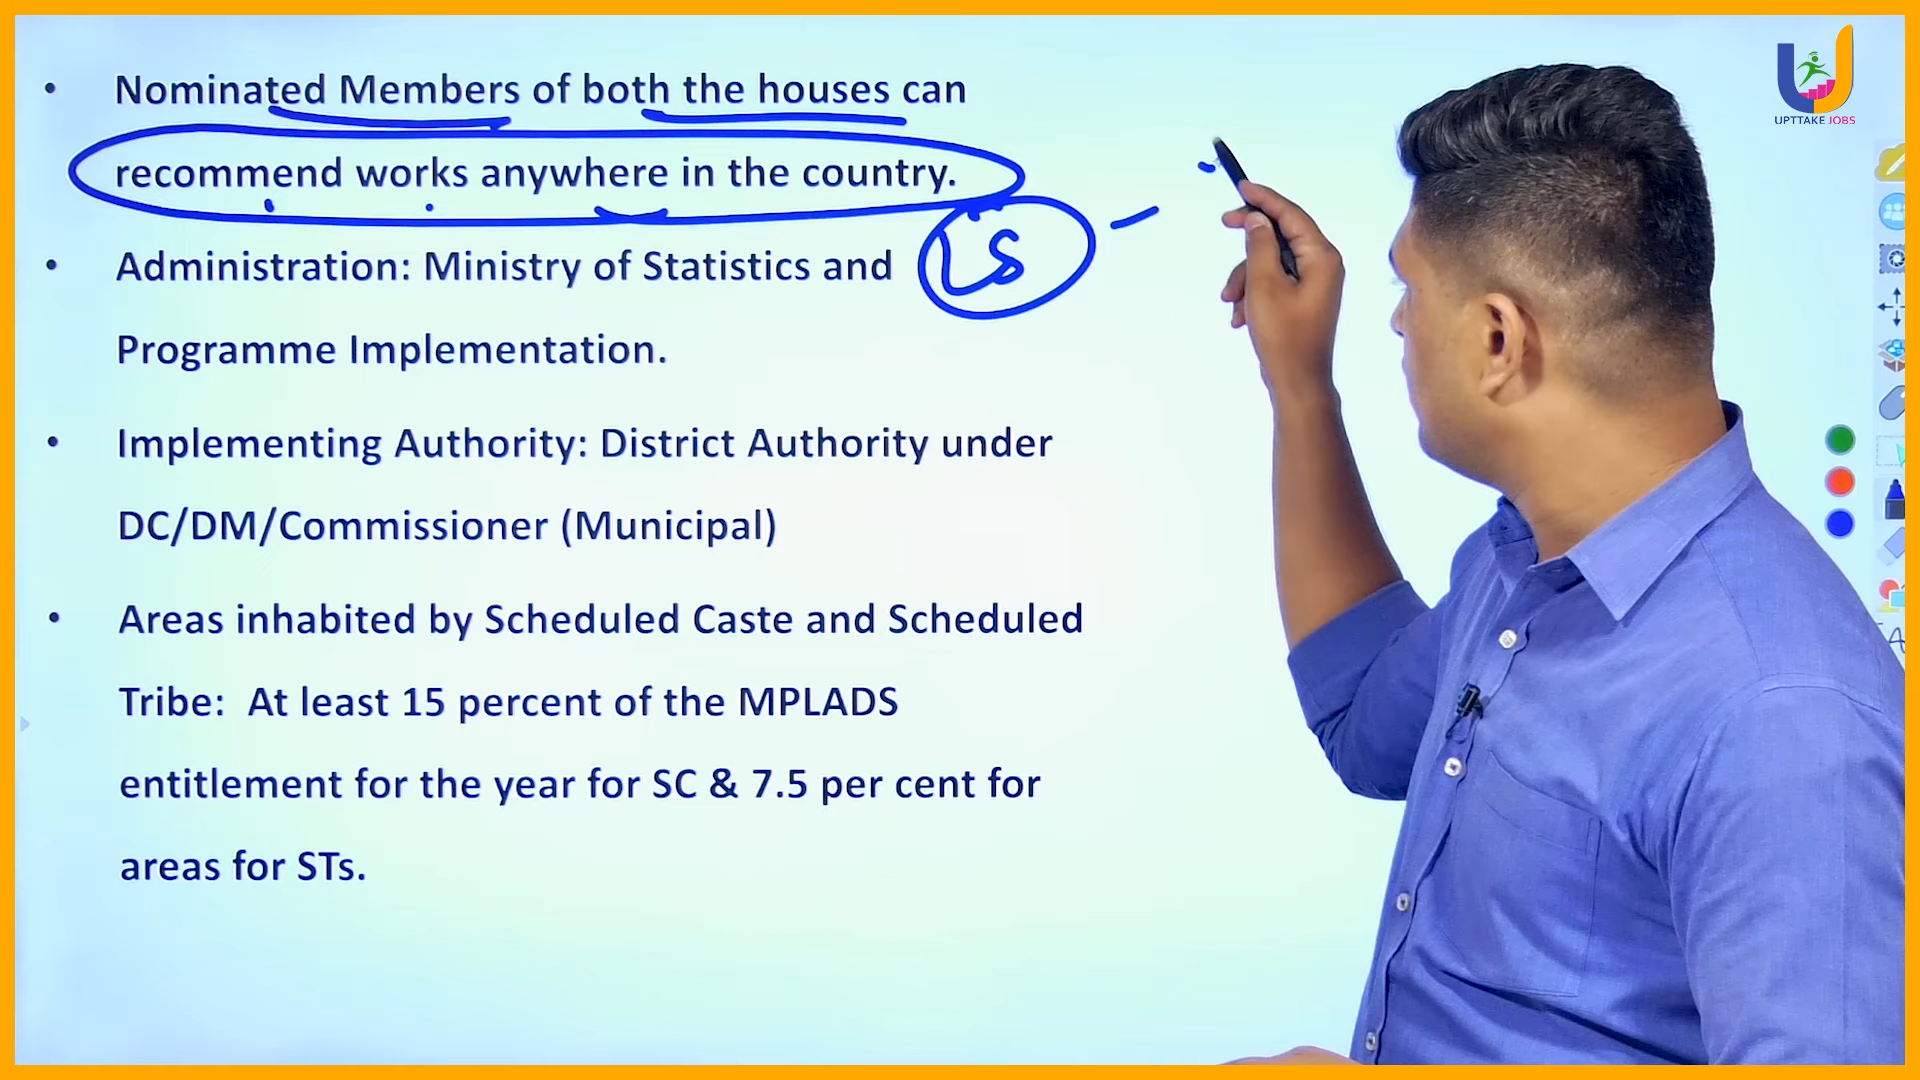 Nominated Members of both the houses can
recommend works anywhere in the country.
LS
• Administration: Ministry of Statistics and
Programme Implementation.
• Implementing Authority: District Authority under
DC/DM/Commissioner (Municipal)
• Areas inhabited by Scheduled Caste and Scheduled
Tribe: At least 15 percent of the MPLADS
entitlement for the year for SC & 7.5 per cent for
areas for STs.
UPTTAKE JOBS